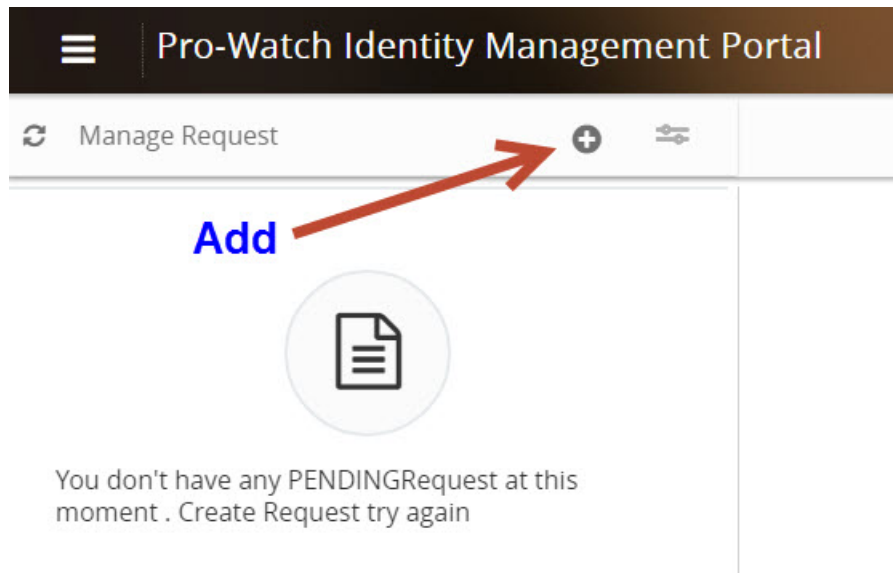 Pro-Watch Identity Management Portal
Manage Request
Add
You don't have any PENDINGRequest at this
moment . Create Request try again